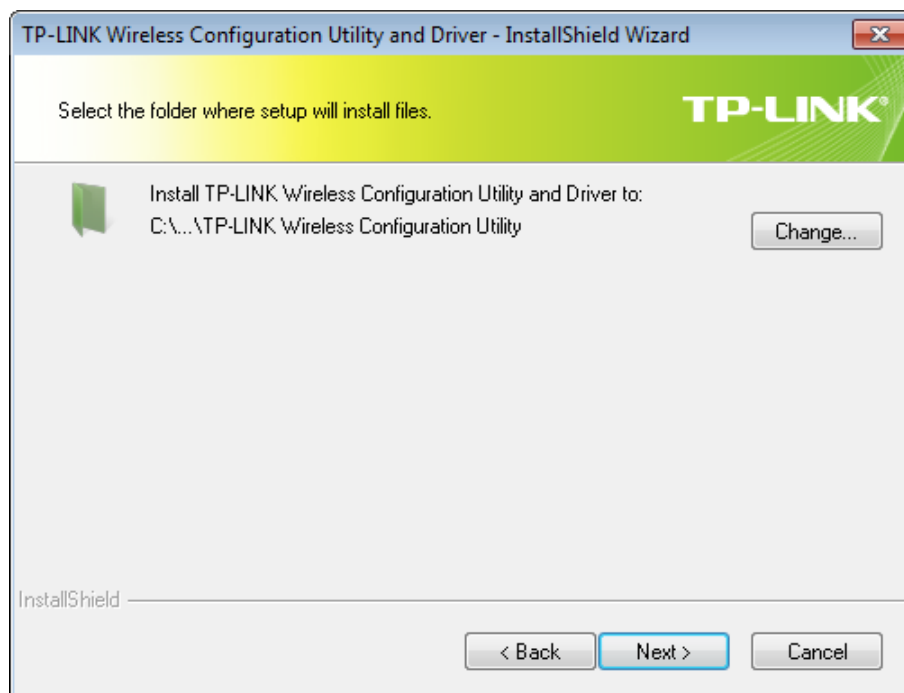 TP-LINK Wireless Configuration Utility and Driver - InstallShield Wizard
Select the folder where setup will install files.
TP-LINK®
Install TP-LINK Wireless Configuration Utility and Driver to:
C:\...\TP-LINK Wireless Configuration Utility
Change...
InstallShield
< Back
Next >
Cancel